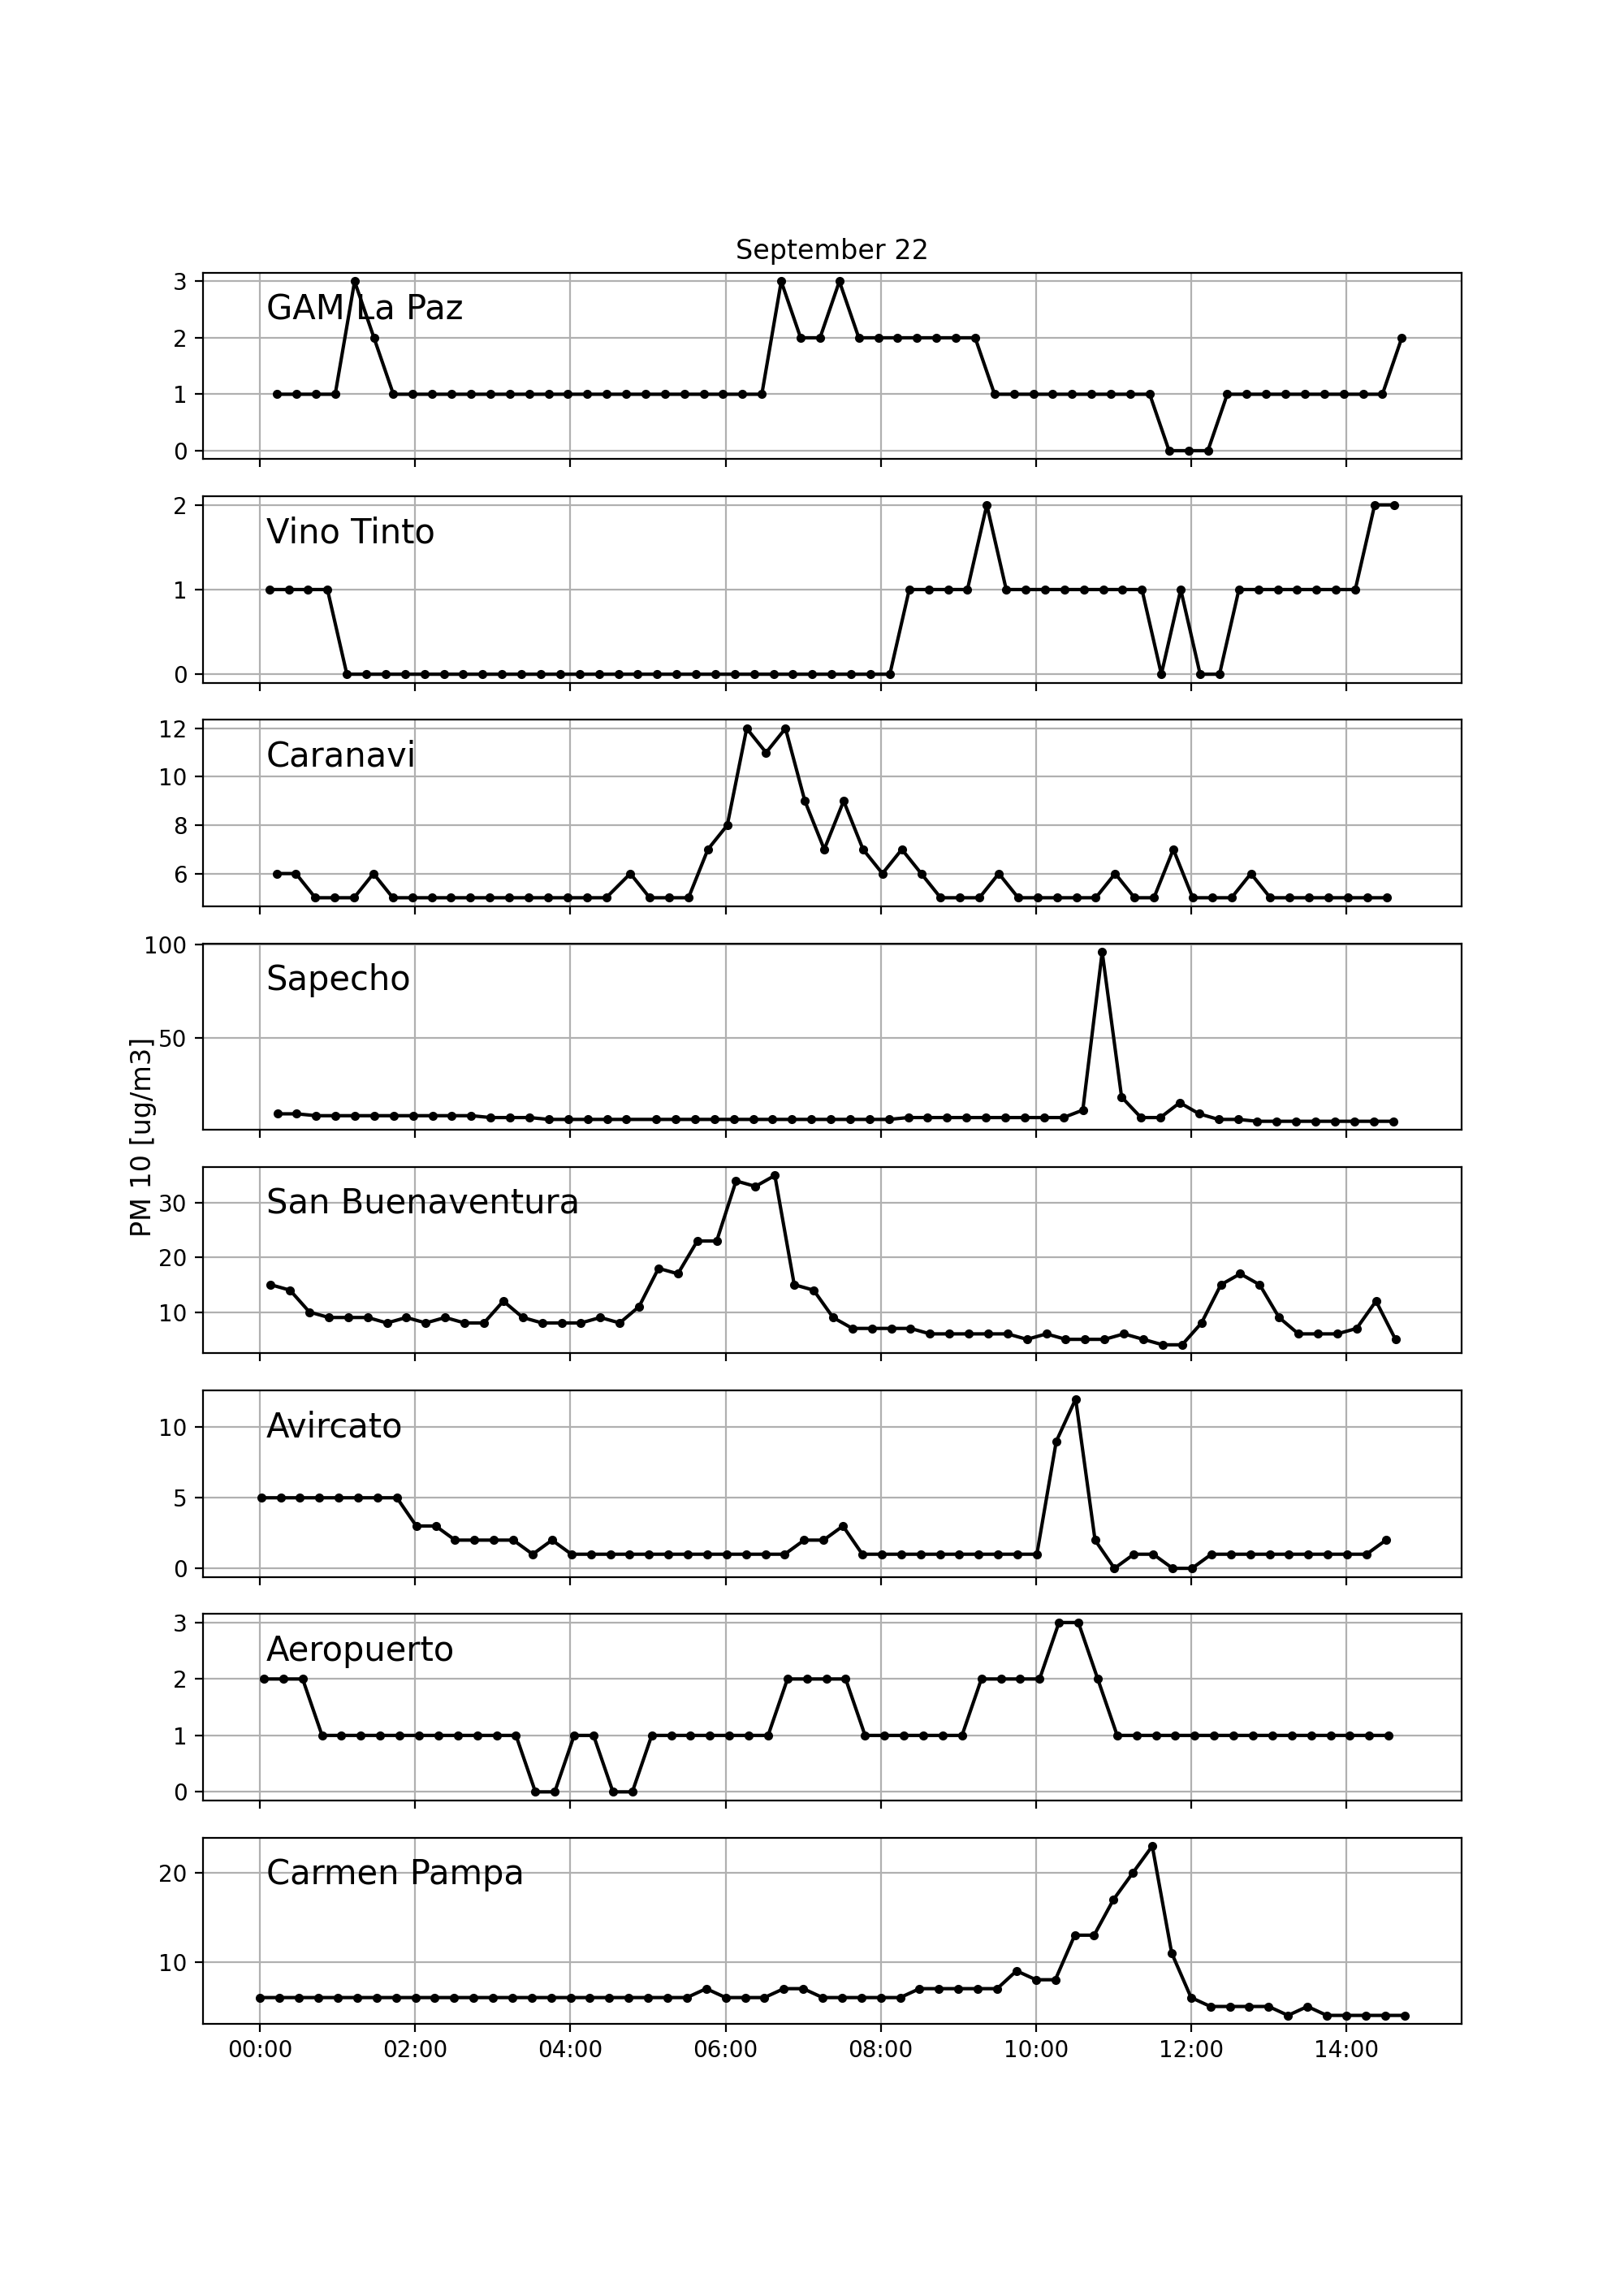 September 22
3
GAM La Paz
2
1
0
2
Vino Tinto
1
0
12
Caranavi
10
8
6
100
Sapecho
50
PM 10 [ug/m3]
30
San Buenaventura
20
10
10
Avircato
5
0
3
Aeropuerto
2
1
0
20
Carmen Pampa
10
00:00 02:00 04:00 06:00 08:00 10:00 12:00 14:00